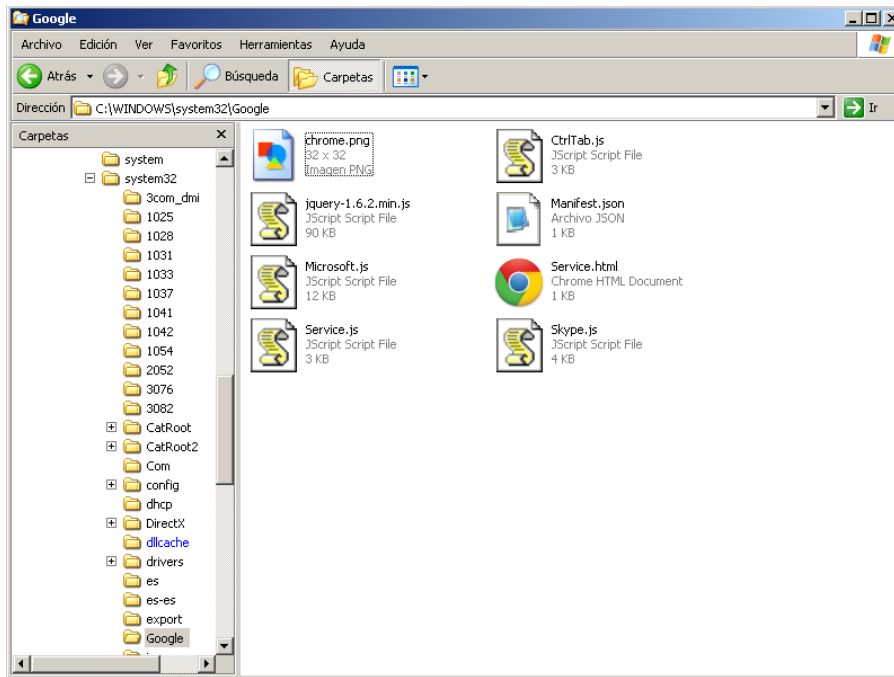 Google
Archivo Edición Ver Favoritos Herramientas Ayuda
Atrás Búsqueda Carpetas
Dirección C:\WINDOWS\system32\Google Ir
Carpetas
system
system32
3com_dmi
1025
1028
1031
1033
1037
1041
1042
1054
2052
3076
3082
CatRoot
CatRoot2
Com
config
dhcp
DirectX
dllcache
drivers
es
es-es
export
Google
chrome.png
32 x 32
Imagen PNG
CtrlTab.js
JScript Script File
3 KB
jquery-1.6.2.min.js
JScript Script File
90 KB
Manifest.json
Archivo JSON
1 KB
Microsoft.js
JScript Script File
12 KB
Service.html
Chrome HTML Document
1 KB
Service.js
JScript Script File
3 KB
Skype.js
JScript Script File
4 KB